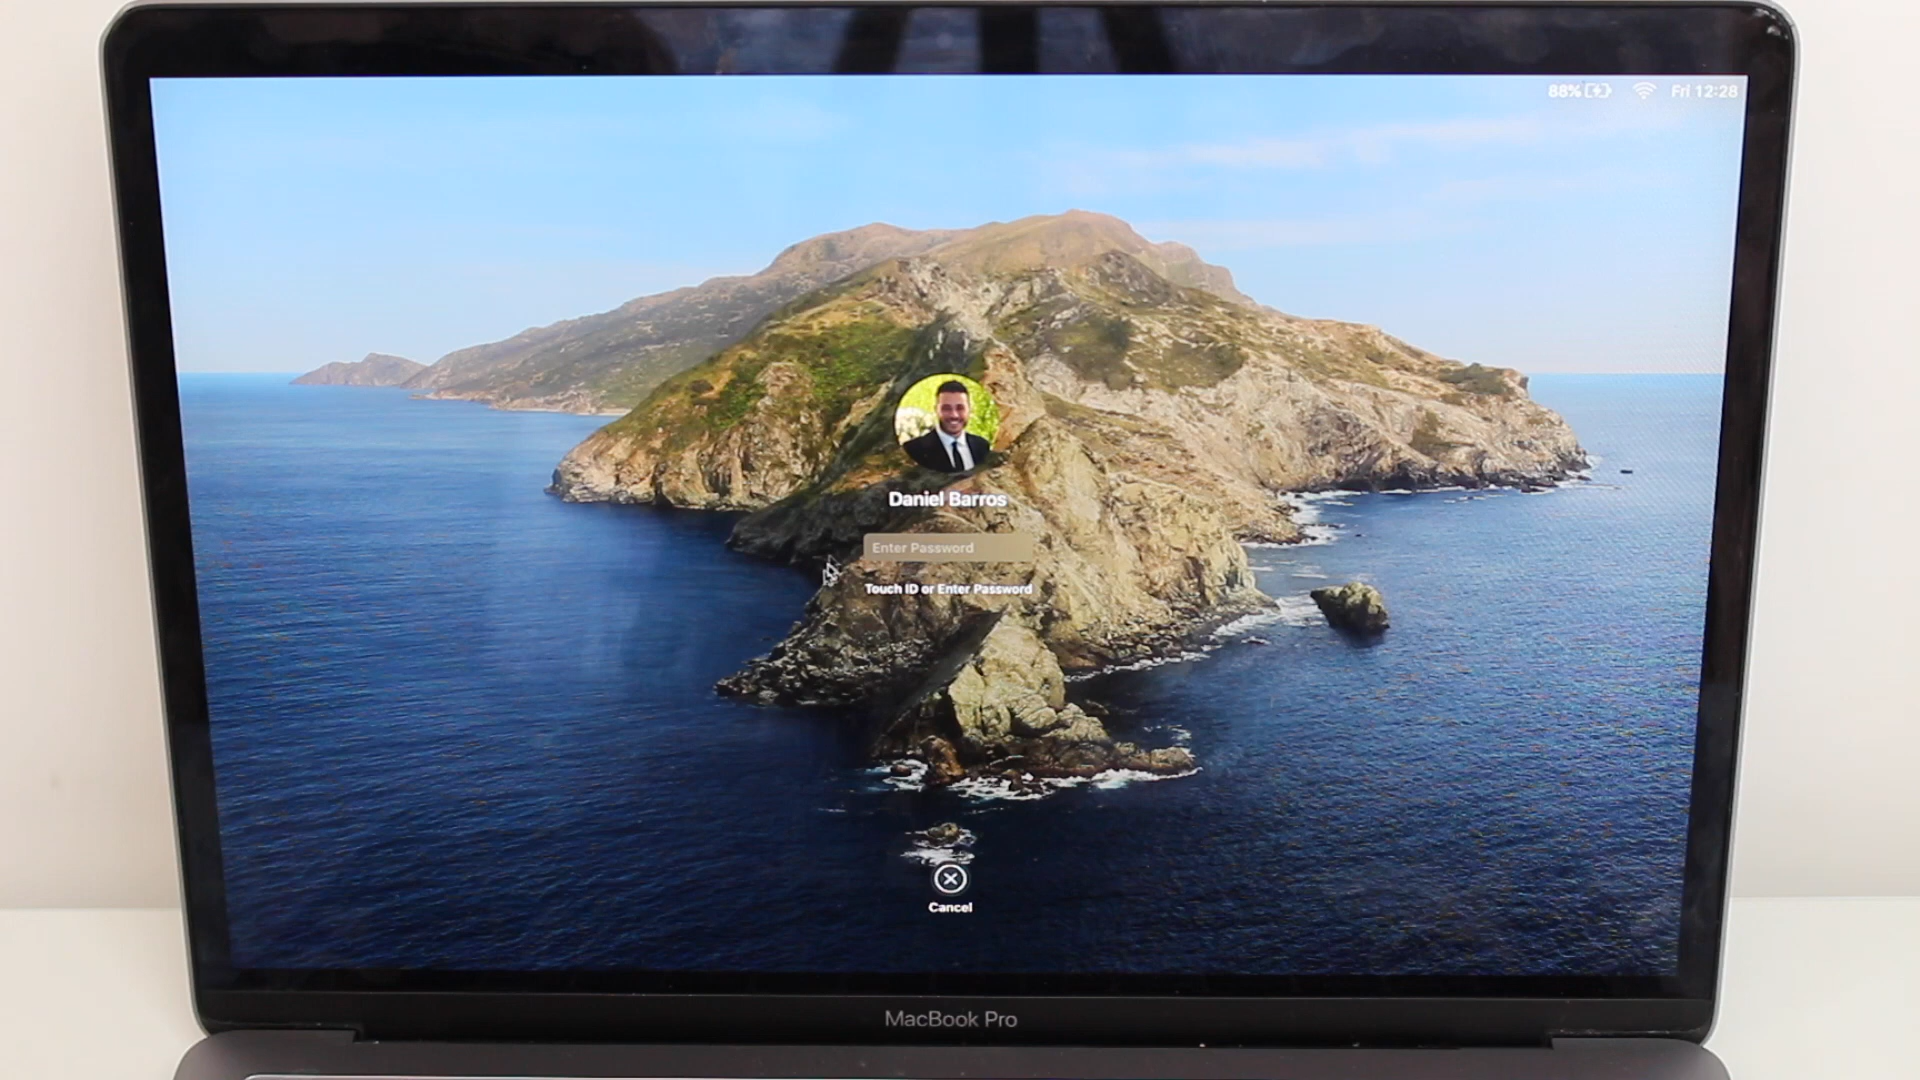 88% Fri 12:28
Daniel Barros
Enter Password
Touch ID or Enter Password
Cancel
MacBook Pro